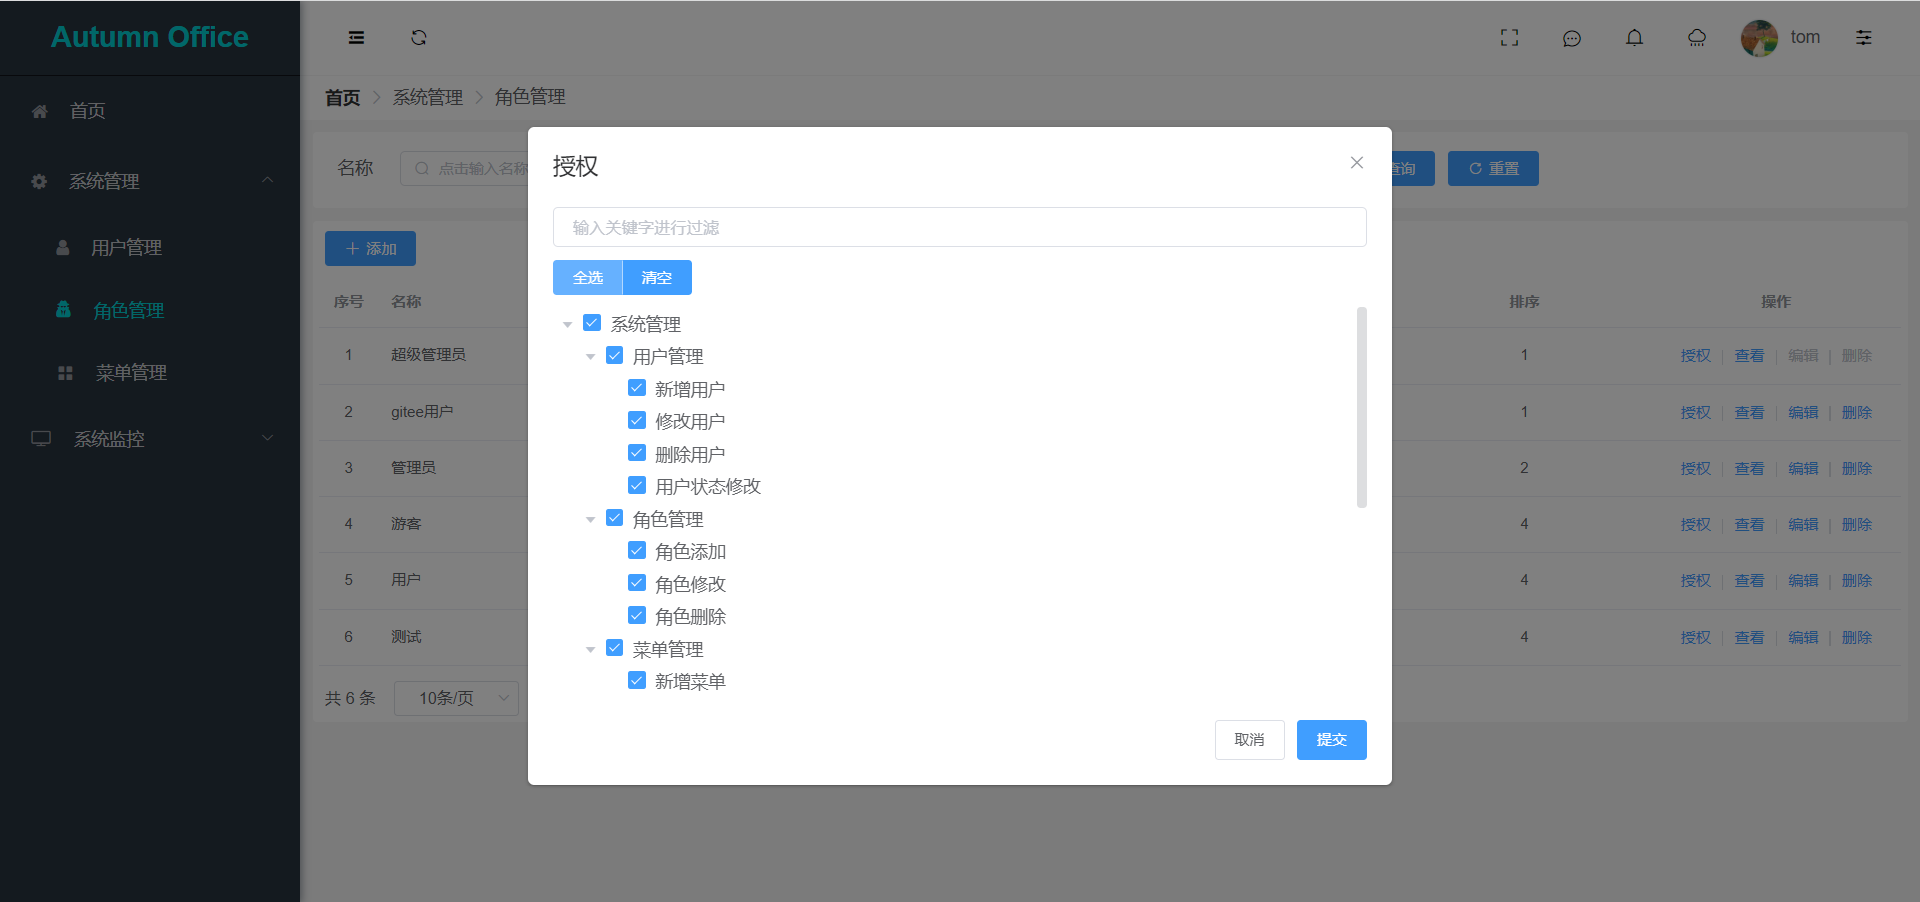 Autumn Office
tom
首页
系统管理
用户管理
角色管理
菜单管理
系统监控
首页 系统管理 角色管理
名称 点击输入名称
查询 重置
添加
序号 名称 排序 操作
1 超级管理员 1 授权 查看 编辑 删除
2 gitee用户 1 授权 查看 编辑 删除
3 管理员 2 授权 查看 编辑 删除
4 游客 4 授权 查看 编辑 删除
5 用户 4 授权 查看 编辑 删除
6 测试 4 授权 查看 编辑 删除
共 6 条 10条/页
授权
输入关键字进行过滤
全选 清空
系统管理
用户管理
新增用户
修改用户
删除用户
用户状态修改
角色管理
角色添加
角色修改
角色删除
菜单管理
新增菜单
取消 提交